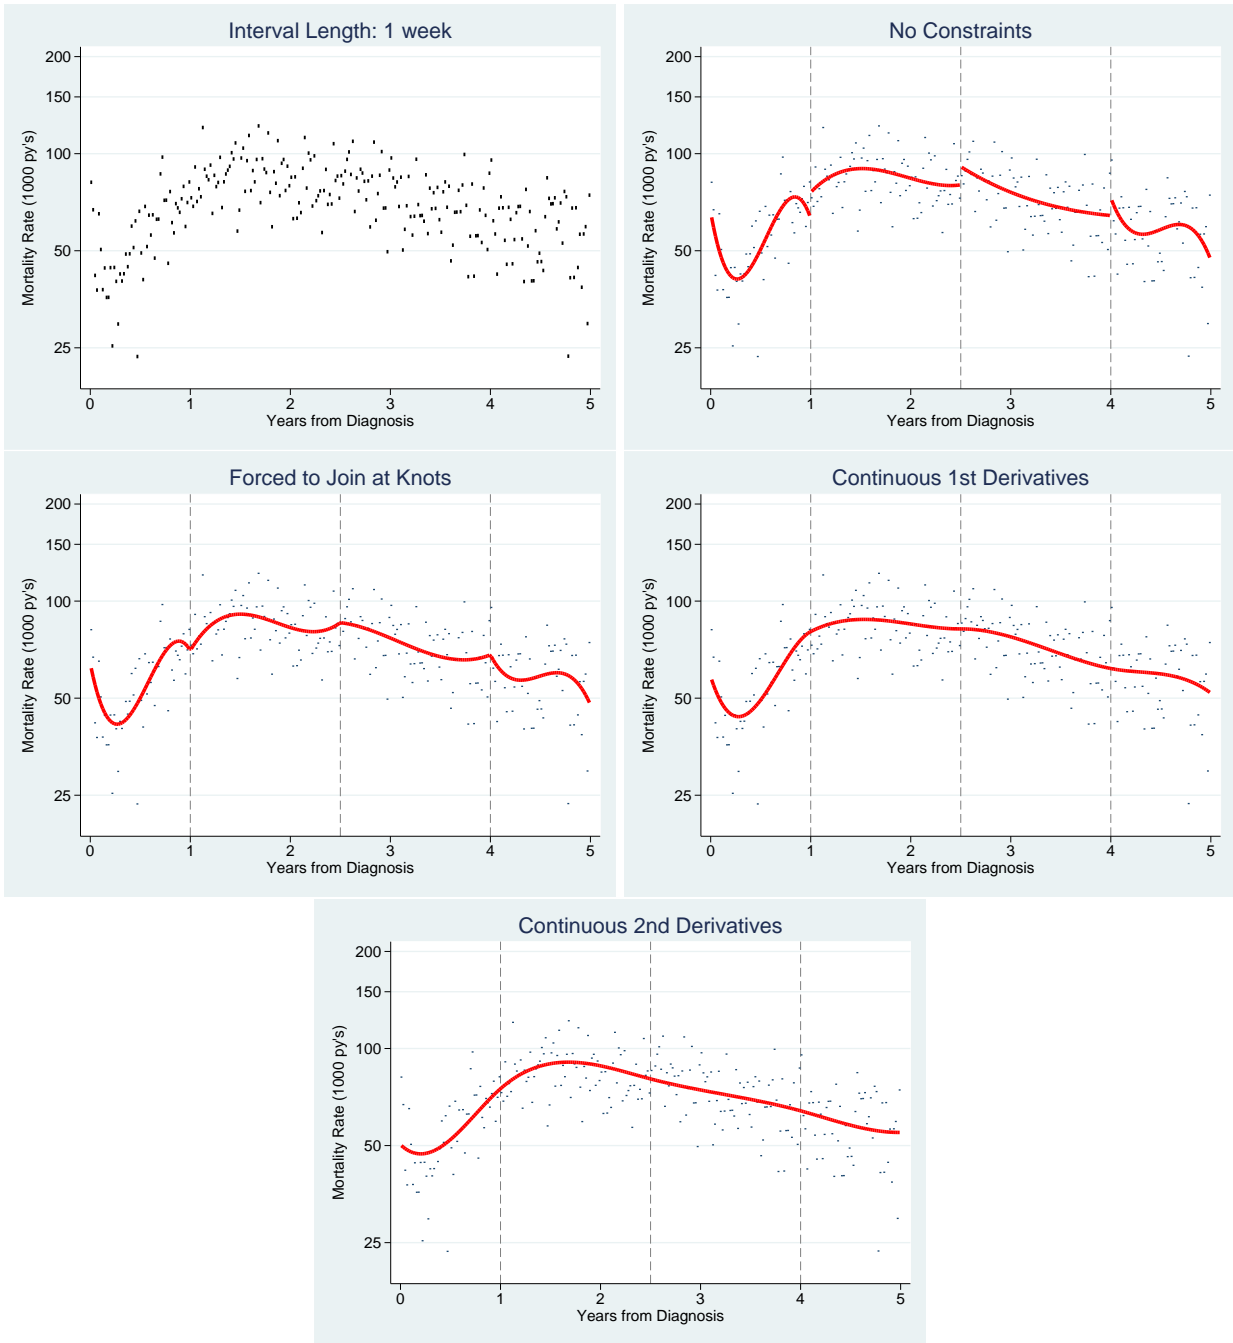 Interval Length: 1 week
200
150
100
50
25
Mortality Rate (1000 py's)
0 1 2 3 4 5
Years from Diagnosis
No Constraints
200
150
100
50
25
Mortality Rate (1000 py's)
0 1 2 3 4 5
Years from Diagnosis
Forced to Join at Knots
200
150
100
50
25
Mortality Rate (1000 py's)
0 1 2 3 4 5
Years from Diagnosis
Continuous 1st Derivatives
200
150
100
50
25
Mortality Rate (1000 py's)
0 1 2 3 4 5
Years from Diagnosis
Continuous 2nd Derivatives
200
150
100
50
25
Mortality Rate (1000 py's)
0 1 2 3 4 5
Years from Diagnosis